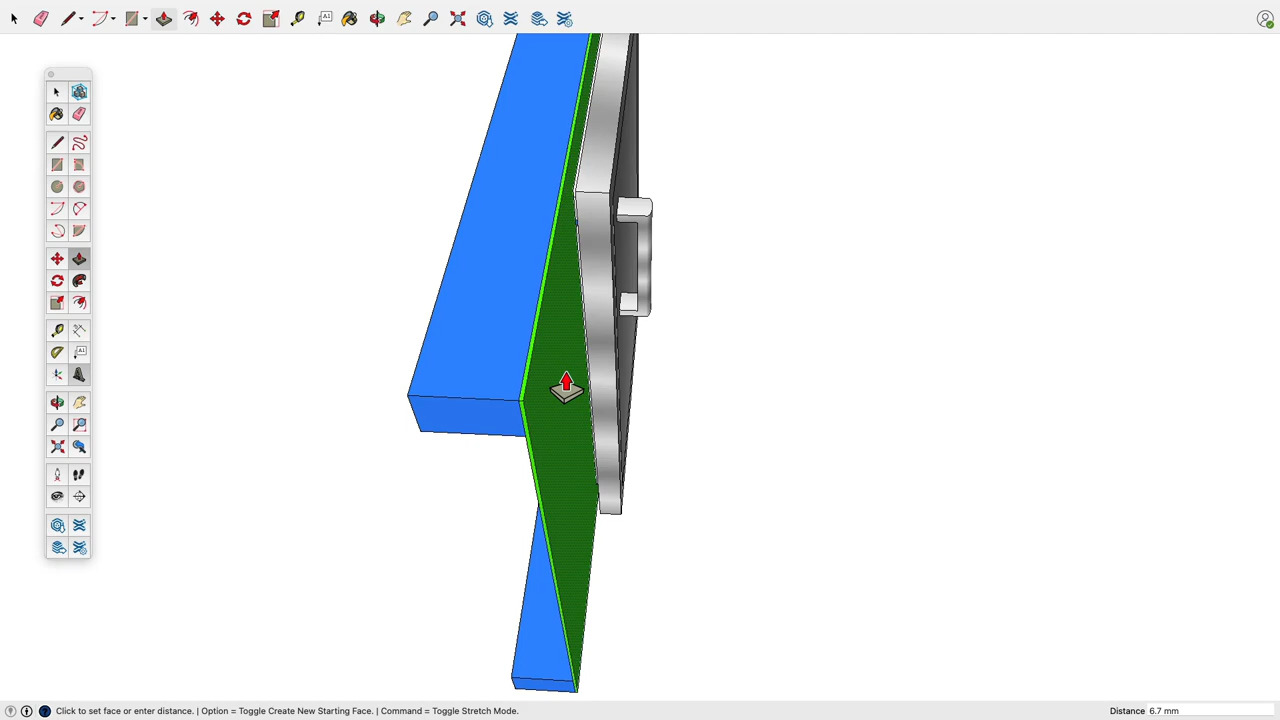 Click to set face or enter distance. | Option = Toggle Create New Starting Face. | Command = Toggle Stretch Mode.
Distance 6.7 mm